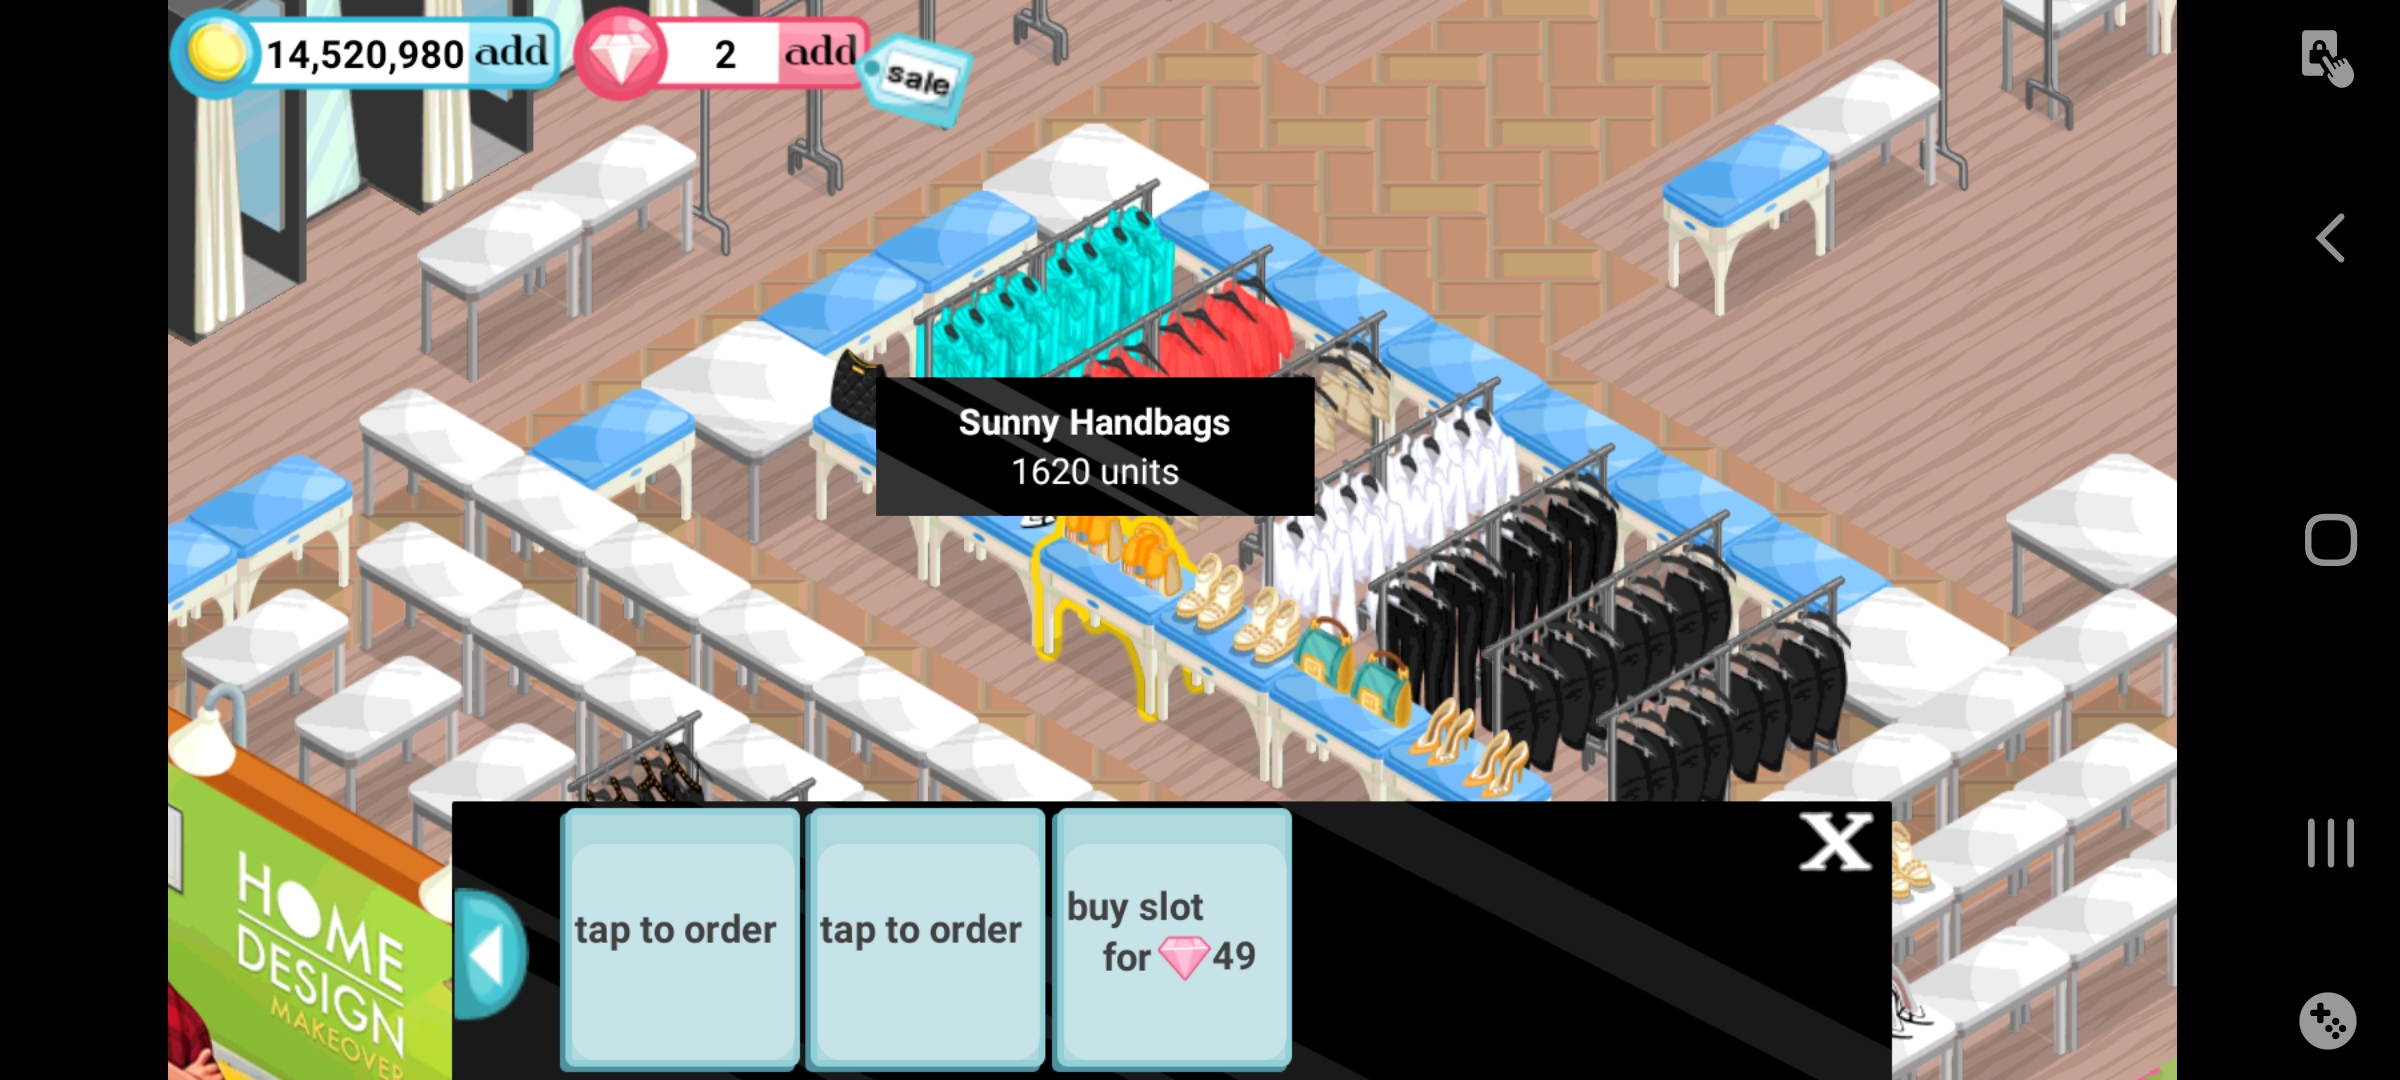 14,520,980 add
2 add
sale
Sunny Handbags
1620 units
HOME
DESIGN
MAKEOVER
tap to order
tap to order
buy slot
for 49
X